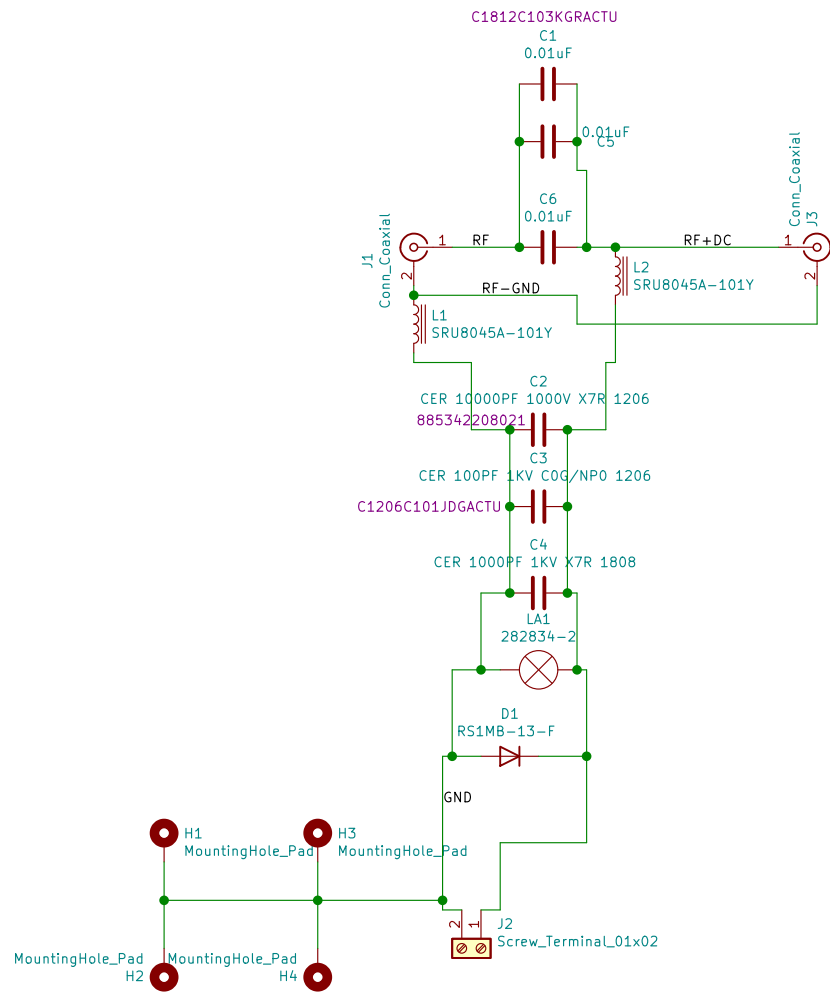 C1812C103KGRACTU
C1
0.01uF
0.01uF
C5
C6
0.01uF
Conn_Coaxial
J3
J1
Conn_Coaxial
1
RF
RF+DC
1
2
2
L2
SRU8045A-101Y
RF-GND
L1
SRU8045A-101Y
C2
CER 10000PF 1000V X7R 1206
885342208021
C3
CER 100PF 1KV C0G/NP0 1206
C1206C101JDGACTU
C4
CER 1000PF 1KV X7R 1808
LA1
282834-2
D1
RS1MB-13-F
GND
H1
MountingHole_Pad
H3
MountingHole_Pad
2
1
J2
Screw_Terminal_01x02
MountingHole_Pad
H2
MountingHole_Pad
H4